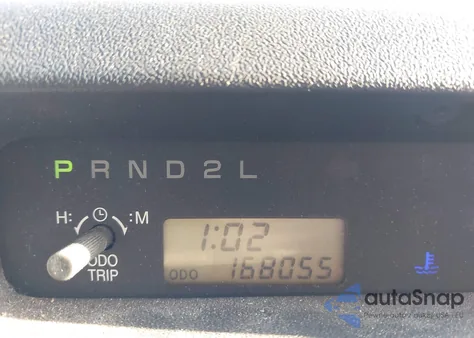 P R N D 2 L
H: :M
1:02
ODO
TRIP
ODO 168055
autoSnap